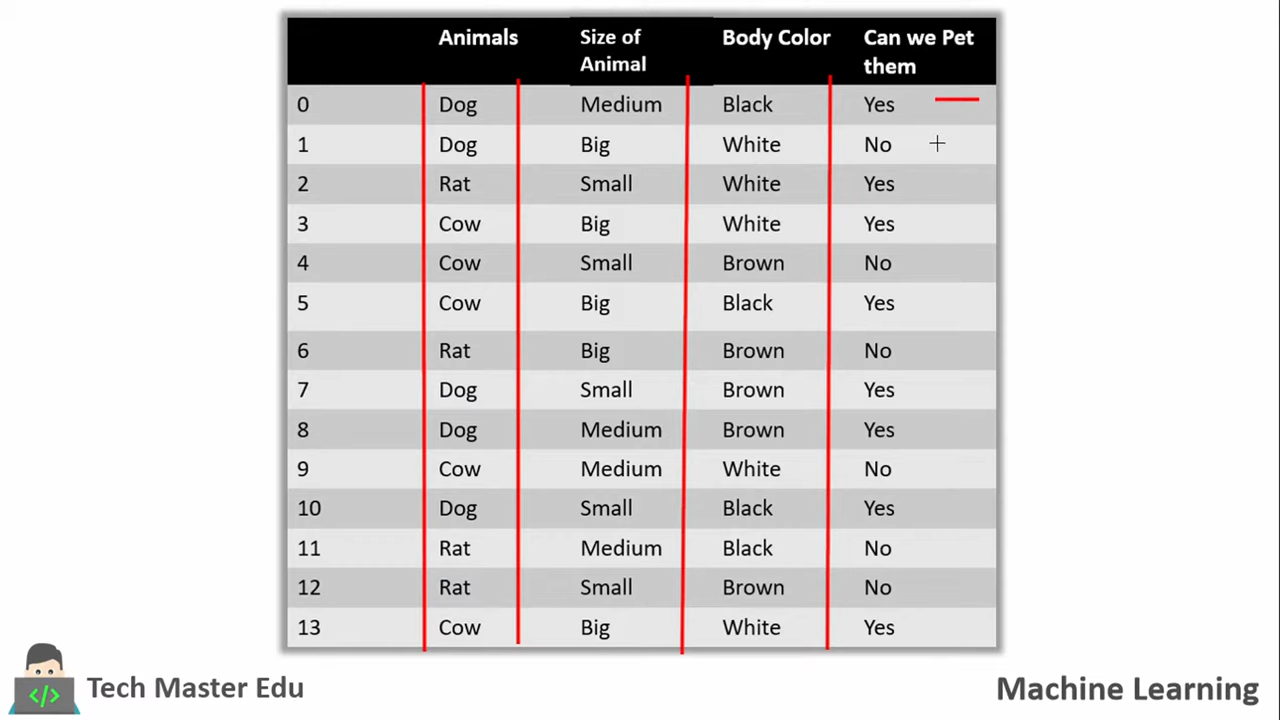 Animals Size of Animal Body Color Can we Pet them
0 Dog Medium Black Yes
1 Dog Big White No
2 Rat Small White Yes
3 Cow Big White Yes
4 Cow Small Brown No
5 Cow Big Black Yes
6 Rat Big Brown No
7 Dog Small Brown Yes
8 Dog Medium Brown Yes
9 Cow Medium White No
10 Dog Small Black Yes
11 Rat Medium Black No
12 Rat Small Brown No
13 Cow Big White Yes
</> Tech Master Edu
Machine Learning